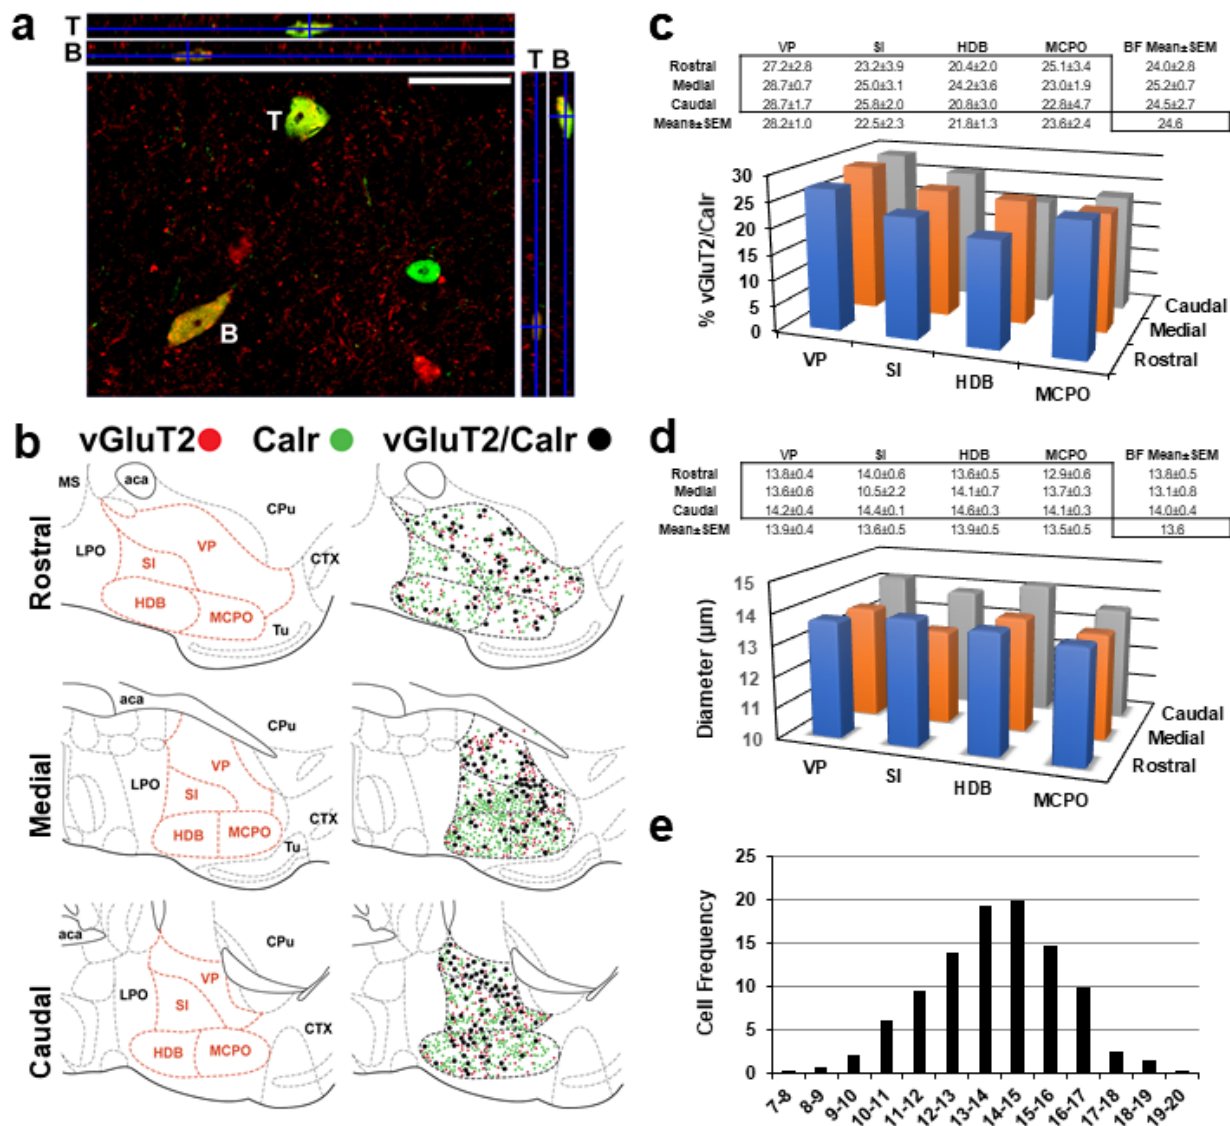 a
T
B
T B
T
B
b
vGluT2 Calr vGluT2/Calr
Rostral
MS
aca
CPu
LPO
VP
CTX
SI
HDB
MCPO
Tu
Medial
aca
CPu
VP
LPO
SI
CTX
HDB
MCPO
Tu
Caudal
aca
CPu
VP
LPO
SI
CTX
HDB
MCPO
c
VP SI HDB MCPO BF Mean±SEM
Rostral 27.2±2.8 23.2±3.9 20.4±2.0 25.1±3.4 24.0±2.8
Medial 28.7±0.7 25.0±3.1 24.2±3.6 23.0±1.9 25.2±0.7
Caudal 28.7±1.7 25.8±2.0 20.8±3.0 22.8±4.7 24.5±2.7
Means±SEM 28.2±1.0 22.5±2.3 21.8±1.3 23.6±2.4 24.6
% vGluT2/Calr
30
25
20
15
10
5
0
VP
SI
HDB
MCPO
Caudal
Medial
Rostral
d
VP SI HDB MCPO BF Mean±SEM
Rostral 13.8±0.4 14.0±0.6 13.6±0.5 12.9±0.6 13.8±0.5
Medial 13.6±0.6 10.5±2.2 14.1±0.7 13.7±0.3 13.1±0.8
Caudal 14.2±0.4 14.4±0.1 14.6±0.3 14.1±0.3 14.0±0.4
Mean±SEM 13.9±0.4 13.6±0.5 13.9±0.5 13.5±0.5 13.6
Diameter (μm)
15
14
13
12
11
10
VP
SI
HDB
MCPO
Caudal
Medial
Rostral
e
Cell Frequency
25
20
15
10
5
0
7-8 8-9 9-10 10-11 11-12 12-13 13-14 14-15 15-16 16-17 17-18 18-19 19-20